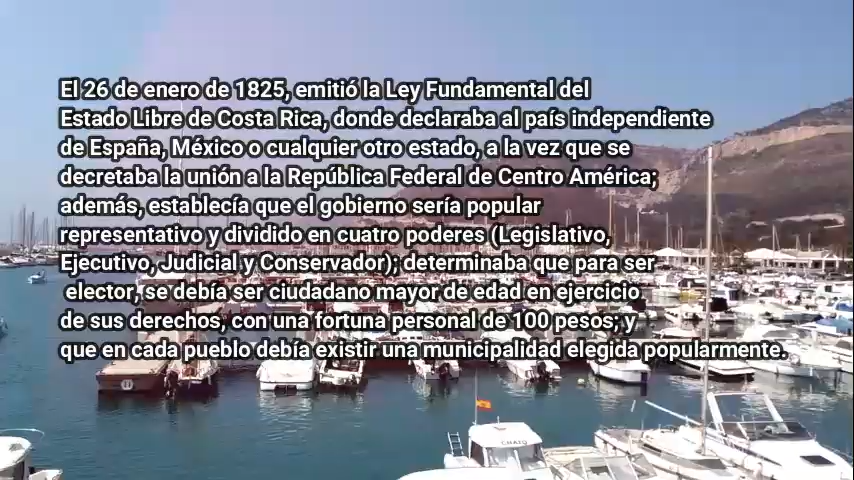 El 26 de enero de 1825, emitió la Ley Fundamental del
Estado Libre de Costa Rica, donde declaraba al país independiente
de España, México o cualquier otro estado, a la vez que se
decretaba la unión a la República Federal de Centro América;
además, establecía que el gobierno sería popular
representativo y dividido en cuatro poderes (Legislativo,
Ejecutivo, Judicial y Conservador); determinaba que para ser
elector, se debía ser ciudadano mayor de edad en ejercicio
de sus derechos, con una fortuna personal de 100 pesos; y
que en cada pueblo debía existir una municipalidad elegida popularmente.